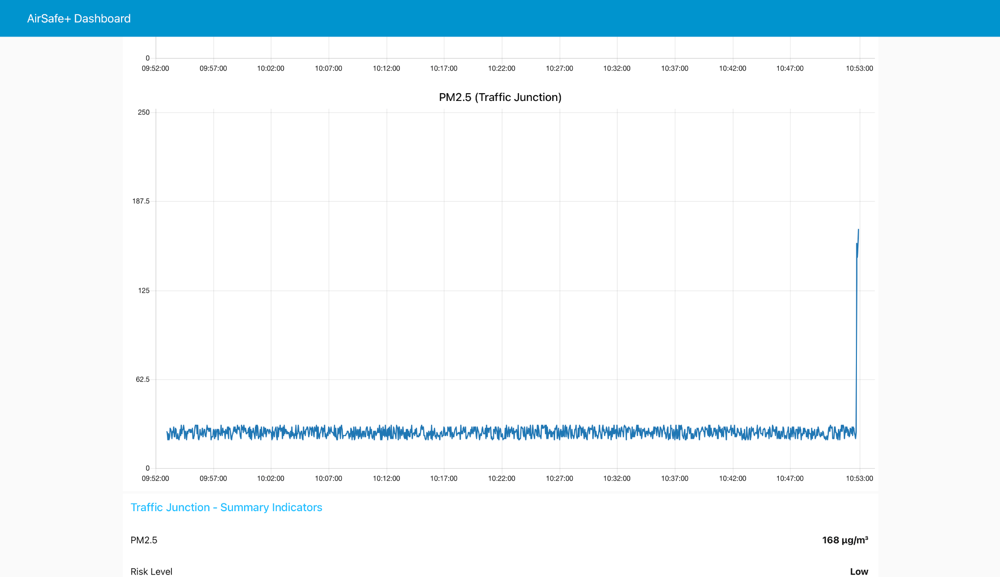 AirSafe+ Dashboard
0
09:52:00 09:57:00 10:02:00 10:07:00 10:12:00 10:17:00 10:22:00 10:27:00 10:32:00 10:37:00 10:42:00 10:47:00 10:53:00
PM2.5 (Traffic Junction)
250
187.5
125
62.5
0
09:52:00 09:57:00 10:02:00 10:07:00 10:12:00 10:17:00 10:22:00 10:27:00 10:32:00 10:37:00 10:42:00 10:47:00 10:53:00
Traffic Junction - Summary Indicators
PM2.5 168 µg/m³
Risk Level Low